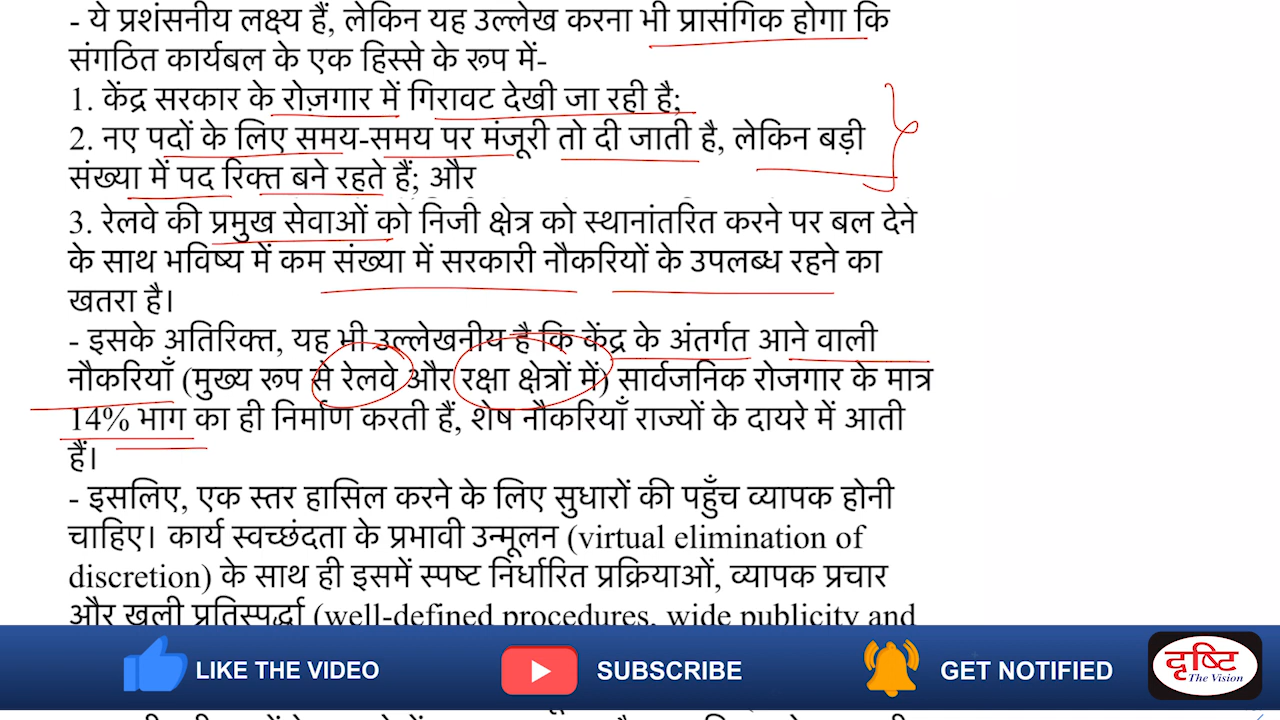 - ये प्रशंसनीय लक्ष्य हैं, लेकिन यह उल्लेख करना भी प्रासंगिक होगा कि
संगठित कार्यबल के एक हिस्से के रूप में-
1. केंद्र सरकार के रोज़गार में गिरावट देखी जा रही है;
2. नए पदों के लिए समय-समय पर मंजूरी तो दी जाती है, लेकिन बड़ी
संख्या में पद रिक्त बने रहते हैं; और
3. रेलवे की प्रमुख सेवाओं को निजी क्षेत्र को स्थानांतरित करने पर बल देने
के साथ भविष्य में कम संख्या में सरकारी नौकरियों के उपलब्ध रहने का
खतरा है।
- इसके अतिरिक्त, यह भी उल्लेखनीय है कि केंद्र के अंतर्गत आने वाली
नौकरियाँ (मुख्य रूप से रेलवे और रक्षा क्षेत्रों में) सार्वजनिक रोजगार के मात्र
14% भाग का ही निर्माण करती हैं, शेष नौकरियाँ राज्यों के दायरे में आती
हैं।
- इसलिए, एक स्तर हासिल करने के लिए सुधारों की पहुँच व्यापक होनी
चाहिए। कार्य स्वच्छंदता के प्रभावी उन्मूलन (virtual elimination of
discretion) के साथ ही इसमें स्पष्ट निर्धारित प्रक्रियाओं, व्यापक प्रचार
और खुली प्रतिस्पर्द्धा (well-defined procedures, wide publicity and
LIKE THE VIDEO
SUBSCRIBE
GET NOTIFIED
दृष्टि
The Vision